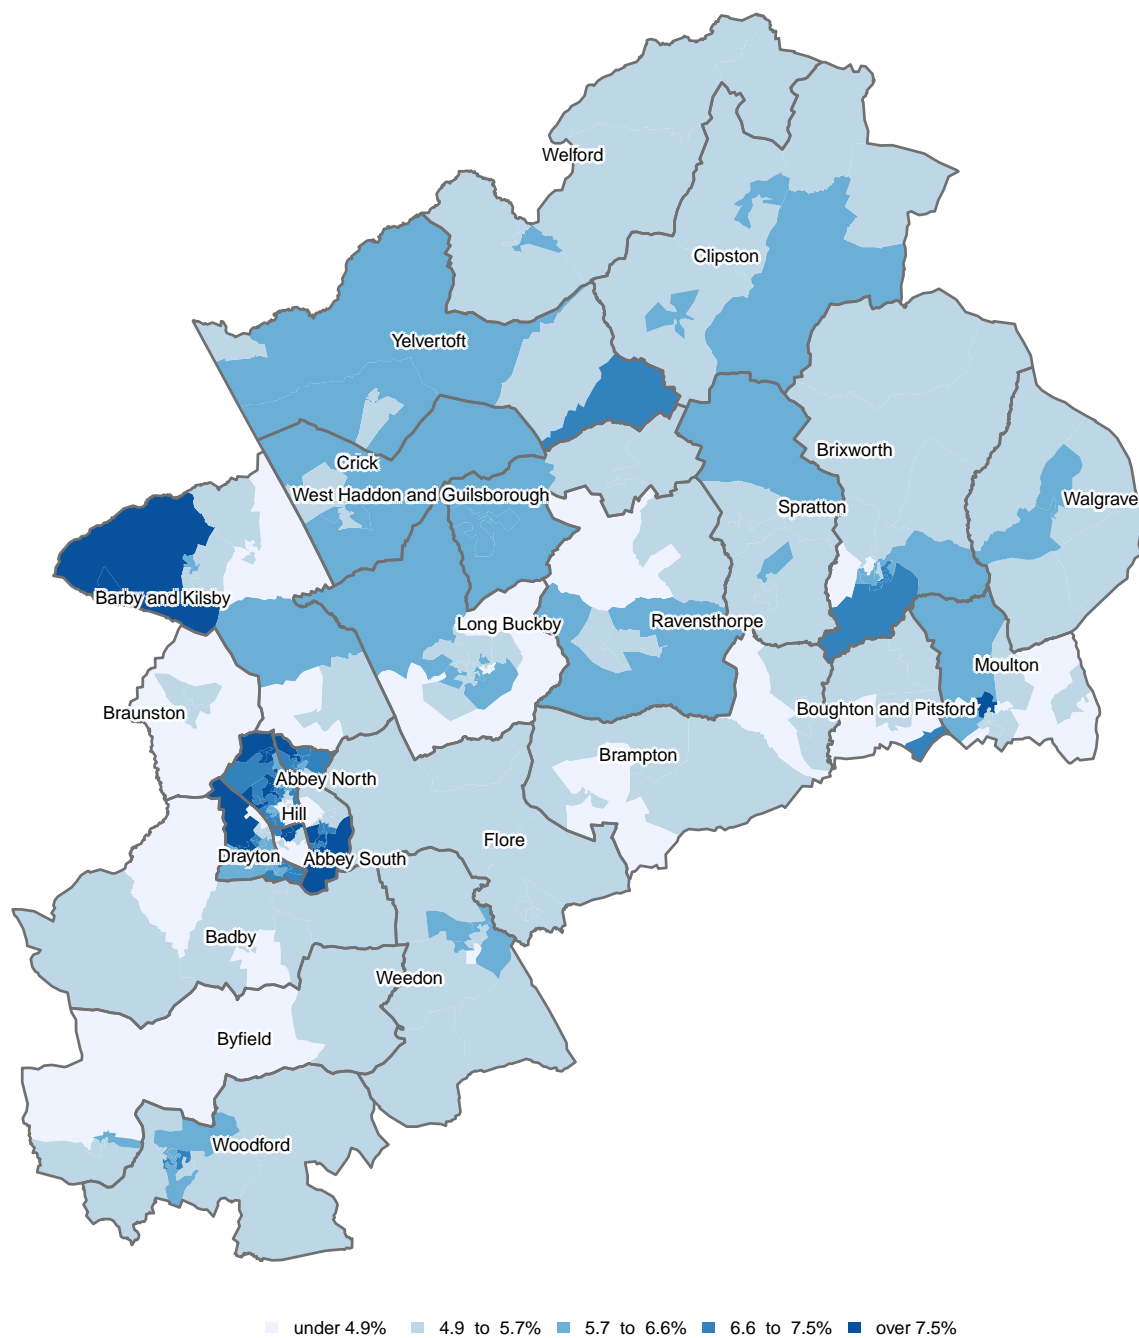 Welford
Clipston
Yelvertoft
Brixworth
Crick
West Haddon and Guilsborough
Walgrave
Spratton
Barby and Kilsby
Long Buckby
Ravensthorpe
Moulton
Braunston
Boughton and Pitsford
Brampton
Abbey North
Hill
Flore
Drayton
Abbey South
Badby
Weedon
Byfield
Woodford
under 4.9% 4.9 to 5.7% 5.7 to 6.6% 6.6 to 7.5% over 7.5%